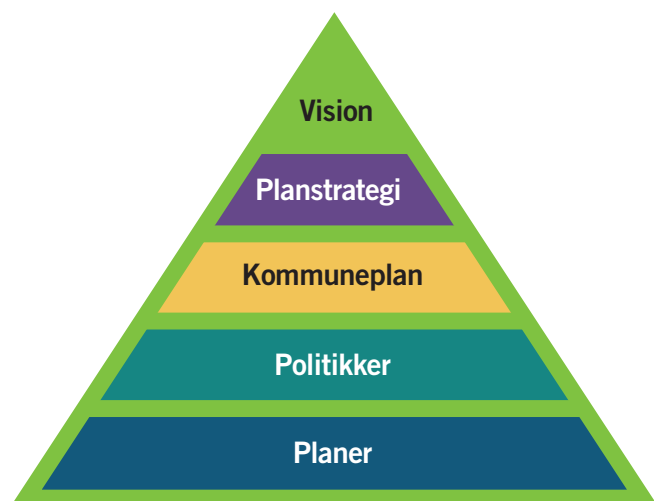 Vision
Planstrategi
Kommuneplan
Politikker
Planer